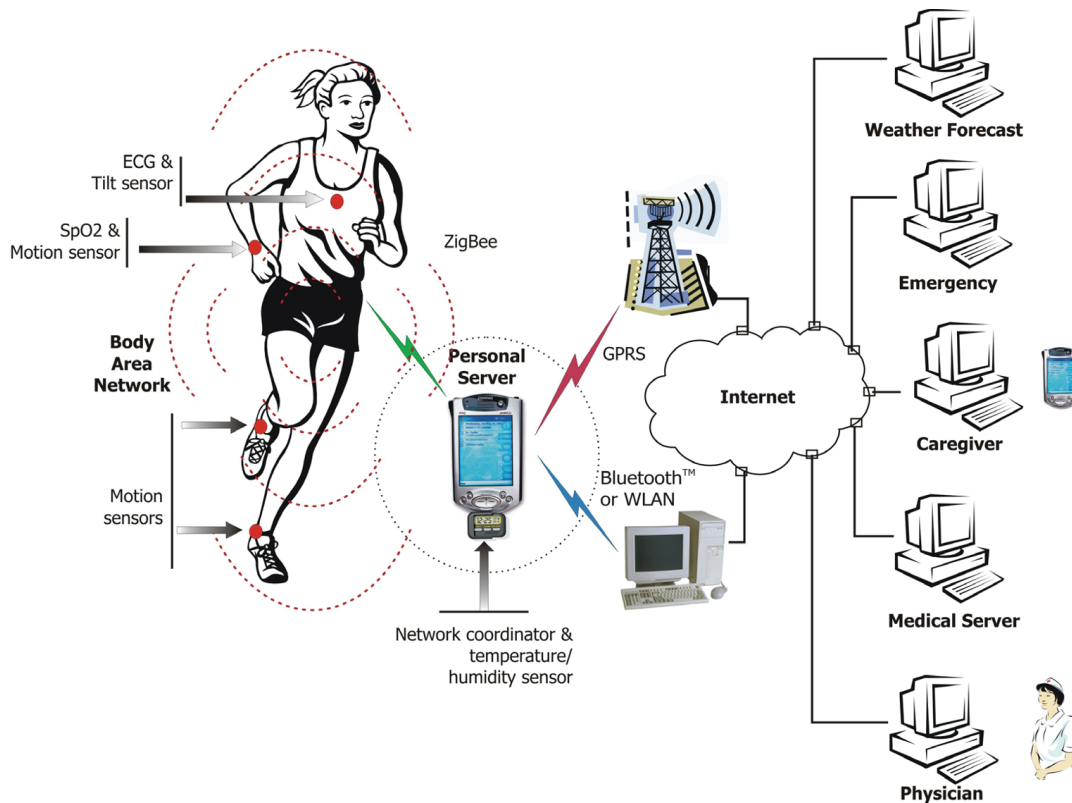 ECG &
Tilt sensor
SpO2 &
Motion sensor
Body
Area
Network
Motion
sensors
ZigBee
Personal
Server
Network coordinator &
temperature/
humidity sensor
GPRS
Bluetooth™
or WLAN
Internet
Weather Forecast
Emergency
Caregiver
Medical Server
Physician